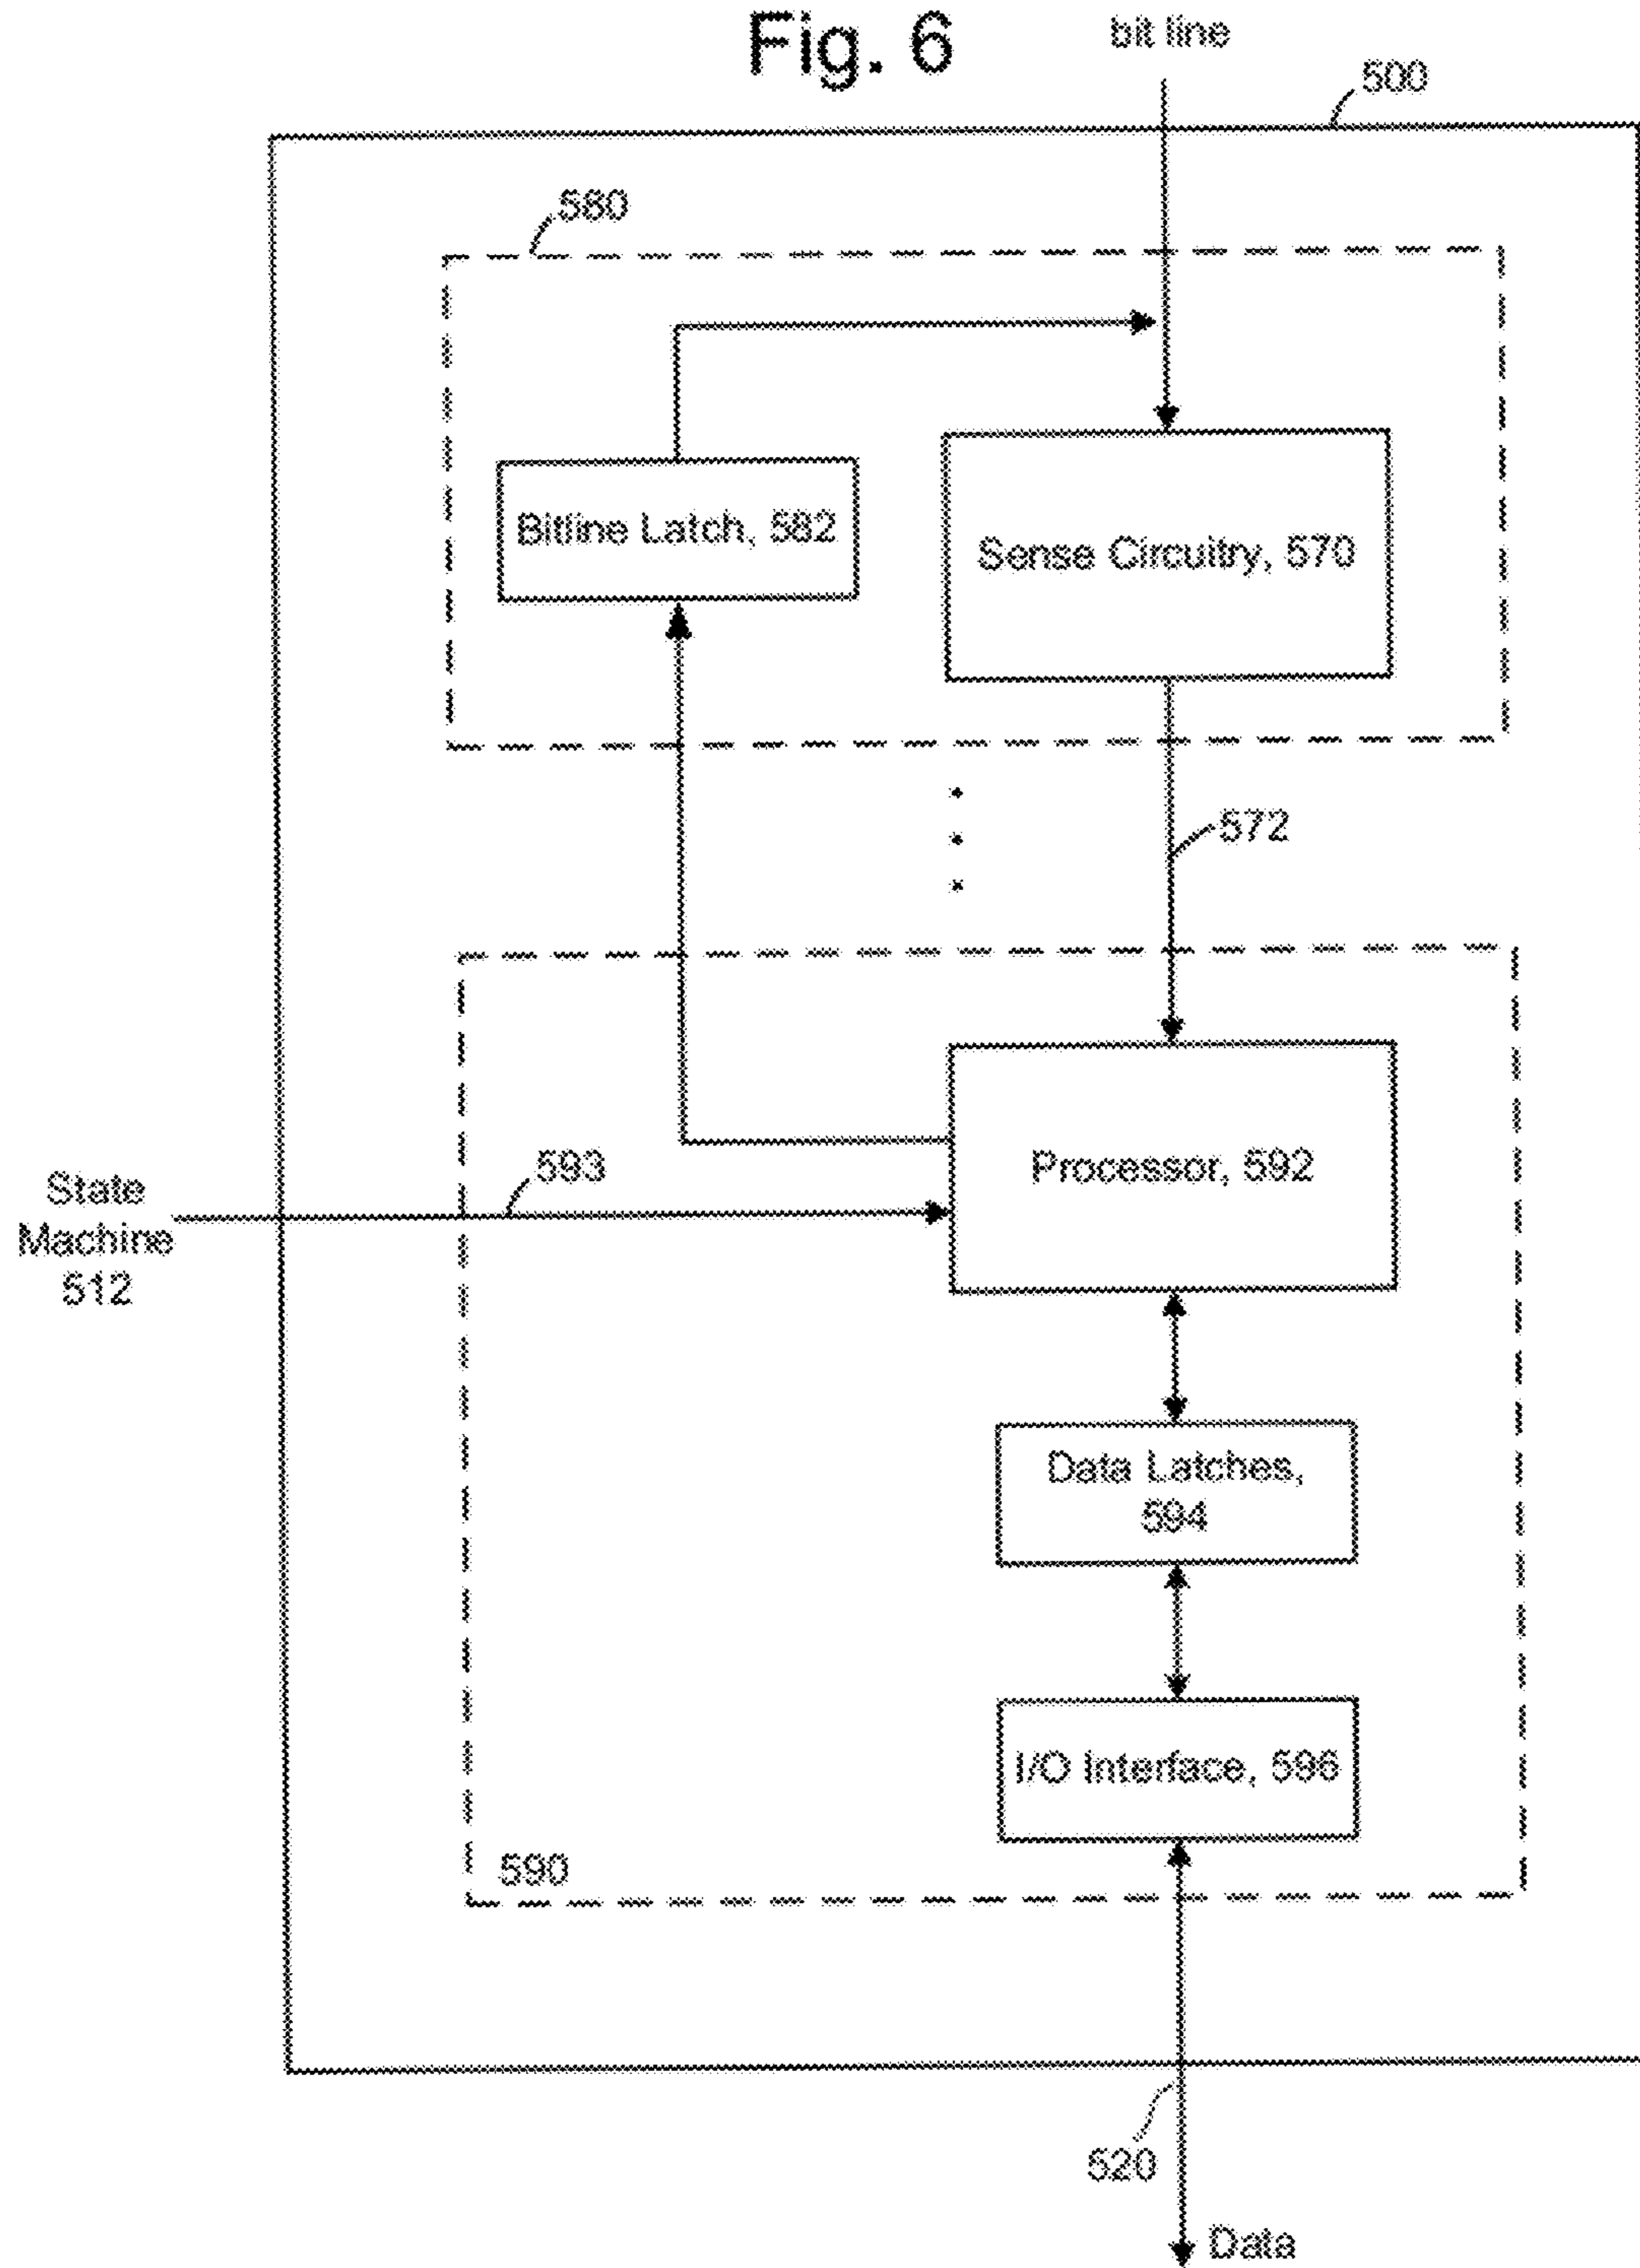 Fig. 6
bit line
500
580
Bitline Latch, 582
Sense Circuitry, 570
572
593
State
Machine
512
Processor, 592
Data Latches,
594
I/O Interface, 596
590
520
Data